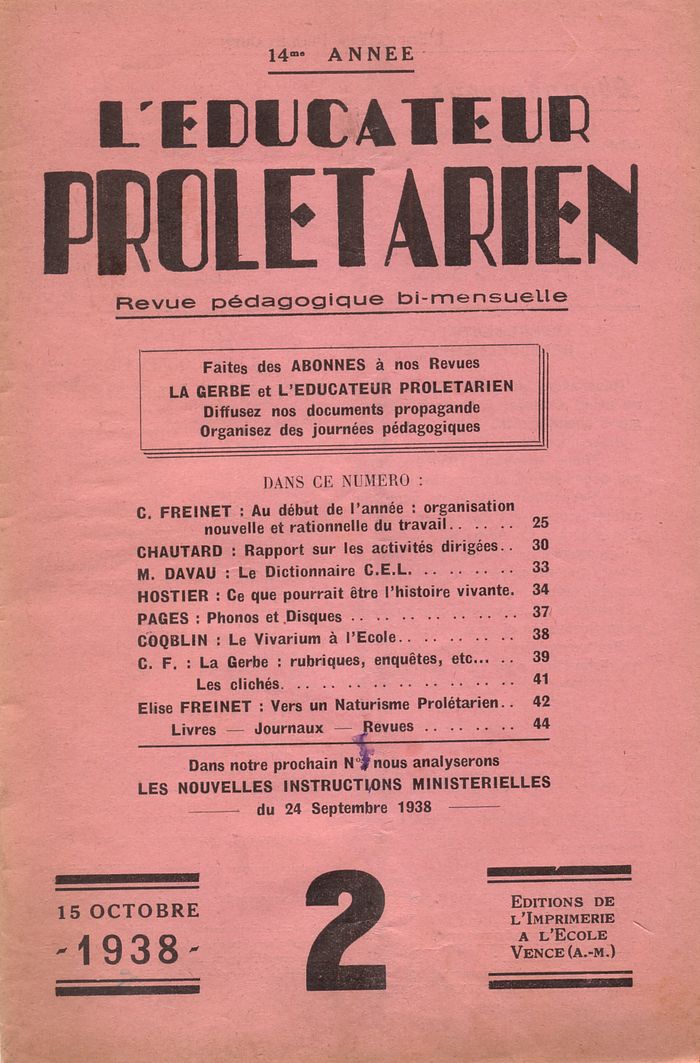 14me ANNEE
L'EDUCATEUR
PROLETARIEN
Revue pédagogique bi-mensuelle
Faites des ABONNES à nos Revues
LA GERBE et L'EDUCATEUR PROLETARIEN
Diffusez nos documents propagande
Organisez des journées pédagogiques
DANS CE NUMERO :
C. FREINET : Au début de l'année : organisation
nouvelle et rationnelle du travail.. .. .. .. 25
CHAUTARD : Rapport sur les activités dirigées.. 30
M. DAVAU : Le Dictionnaire C.E.L. .. .. .. .. 33
HOSTIER : Ce que pourrait être l'histoire vivante. 34
PAGES : Phonos et Disques .. .. .. .. .. .. .. 37
COQBLIN : Le Vivarium à l'Ecole.. .. .. .. .. 38
C. F. : La Gerbe : rubriques, enquêtes, etc... .. 39
Les clichés. .. .. .. .. .. .. .. .. .. 41
Elise FREINET : Vers un Naturisme Prolétarien.. 42
Livres — Journaux — Revues .. .. .. .. 44
Dans notre prochain N° nous analyserons
LES NOUVELLES INSTRUCTIONS MINISTERIELLES
du 24 Septembre 1938
15 OCTOBRE
- 1938 -
2
EDITIONS DE
L'IMPRIMERIE
A L'ECOLE
VENCE (A.-M.)